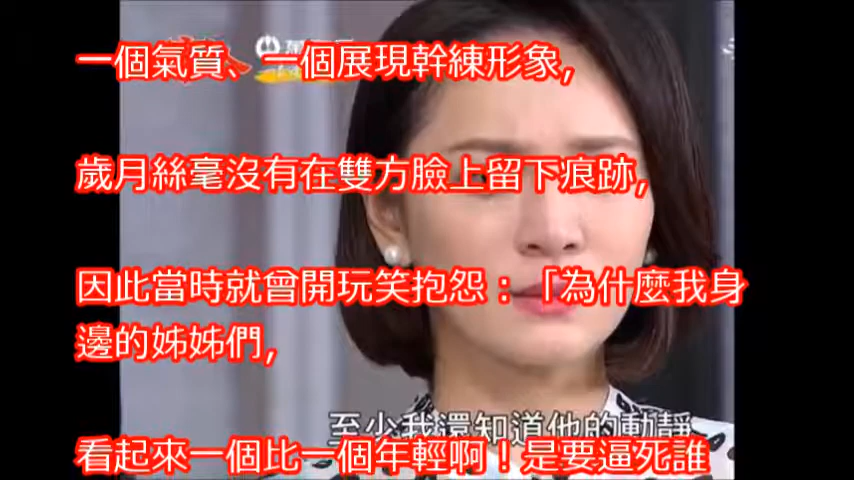 一個氣質、一個展現幹練形象,
歲月絲毫沒有在雙方臉上留下痕跡,
因此當時就曾開玩笑抱怨：「為什麼我身
邊的姊姊們,
至少我還知道他的動靜
看起來一個比一個年輕啊！是要逼死誰